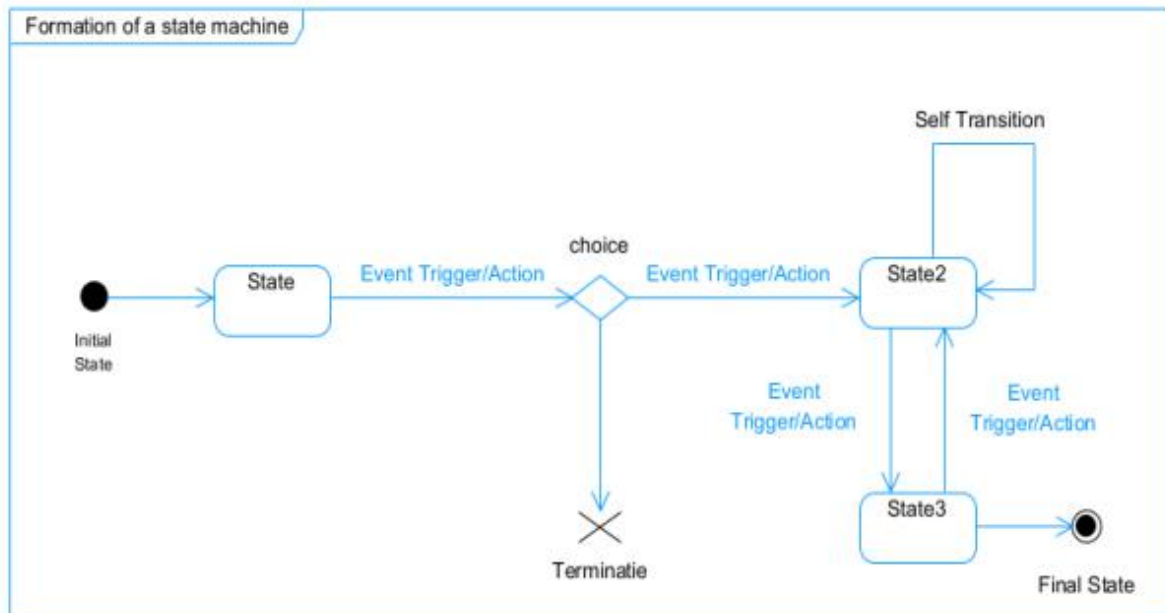 Formation of a state machine
Self Transition
choice
State
Event Trigger/Action
Event Trigger/Action
State2
Initial
State
Event
Trigger/Action
Event
Trigger/Action
State3
Terminatie
Final State